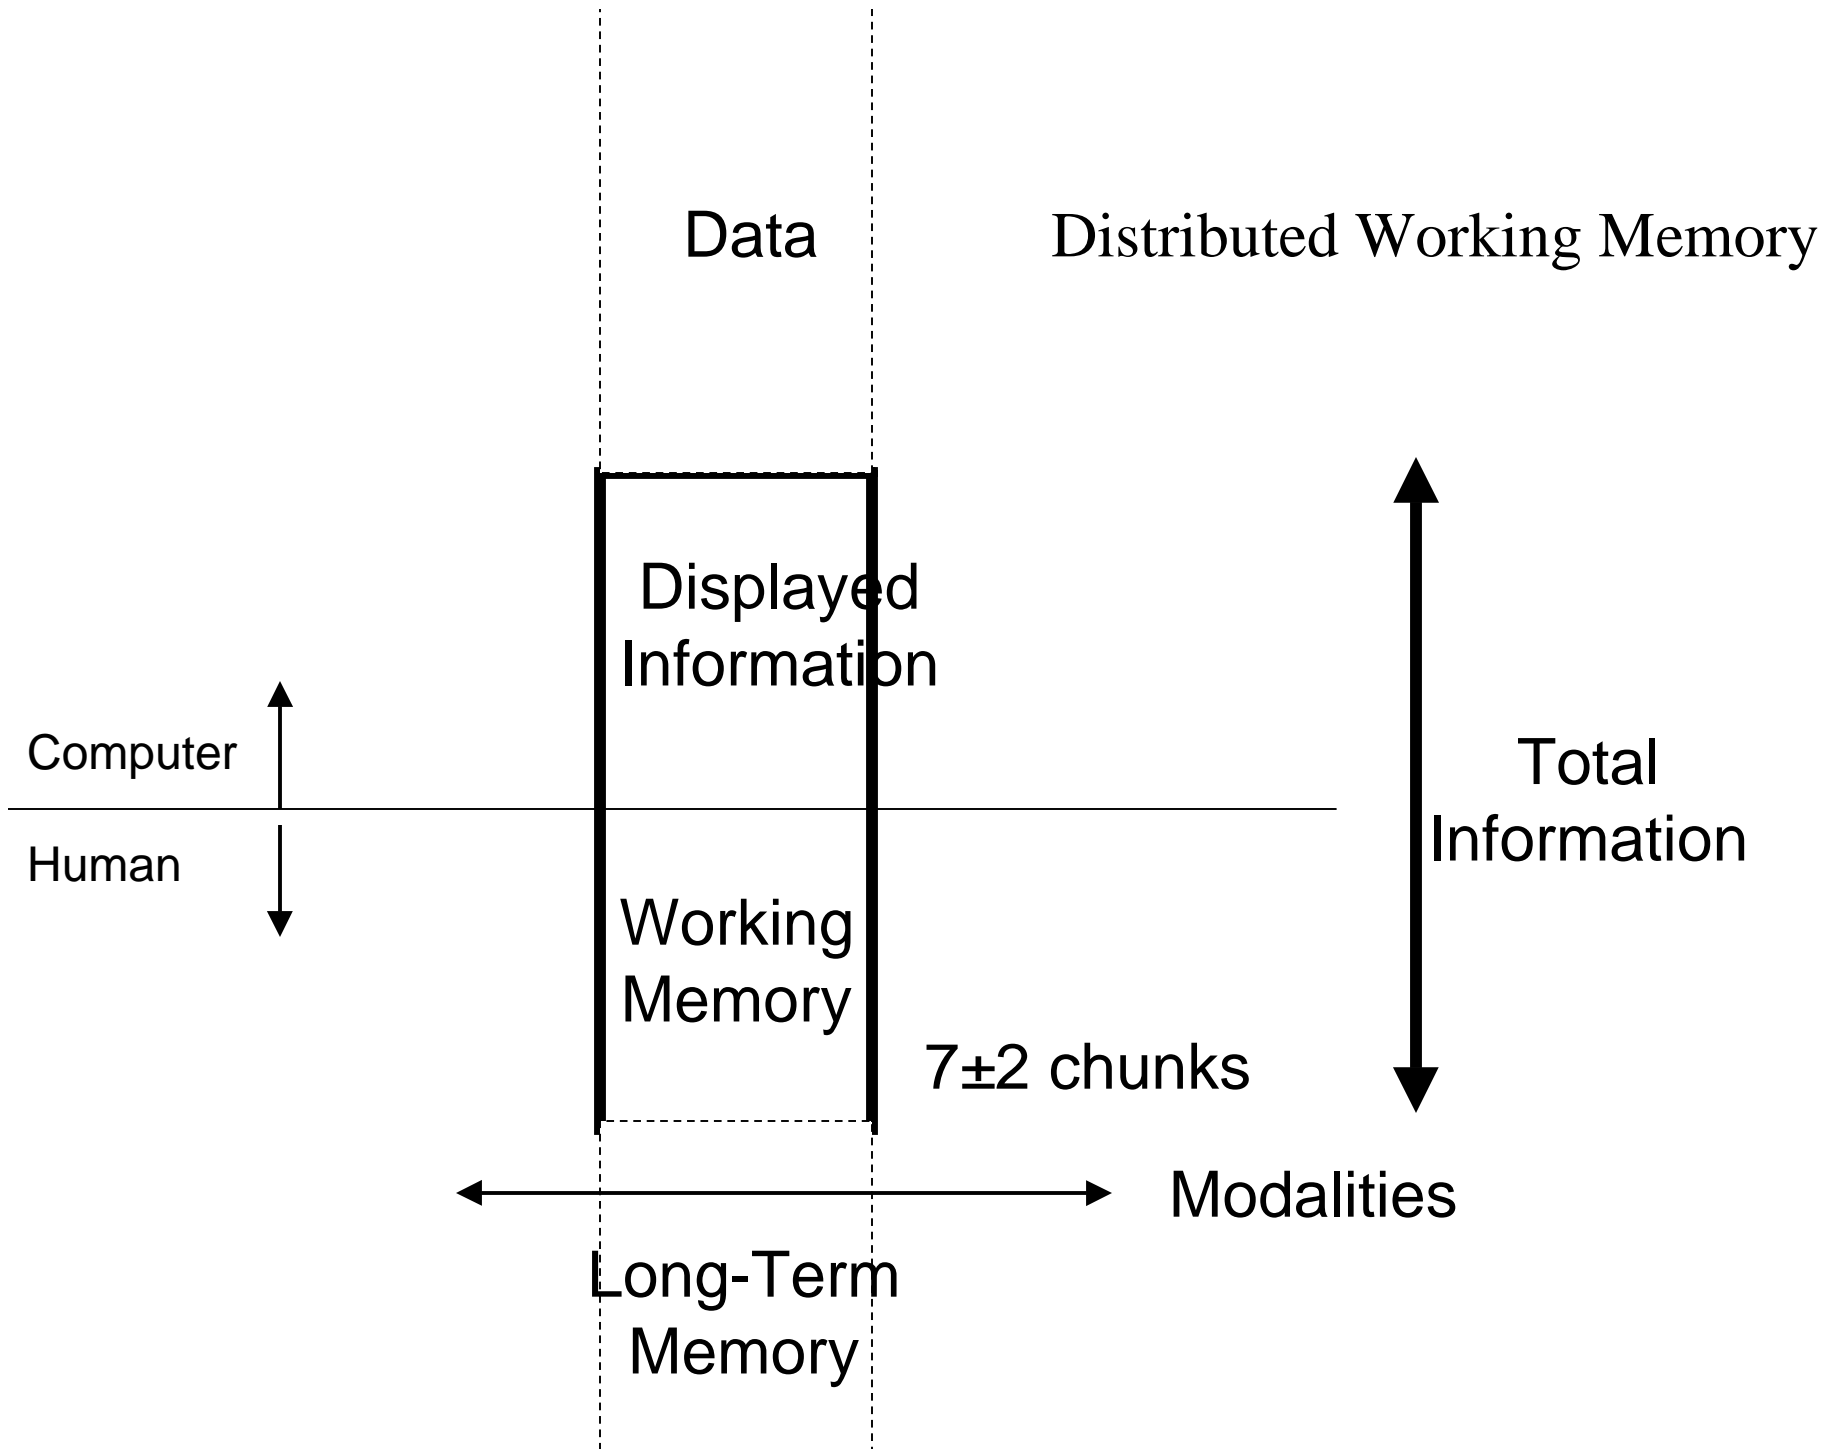 Data
Distributed Working Memory
Displayed
Information
Computer
Human
Total
Information
Working
Memory
7±2 chunks
Modalities
Long-Term
Memory